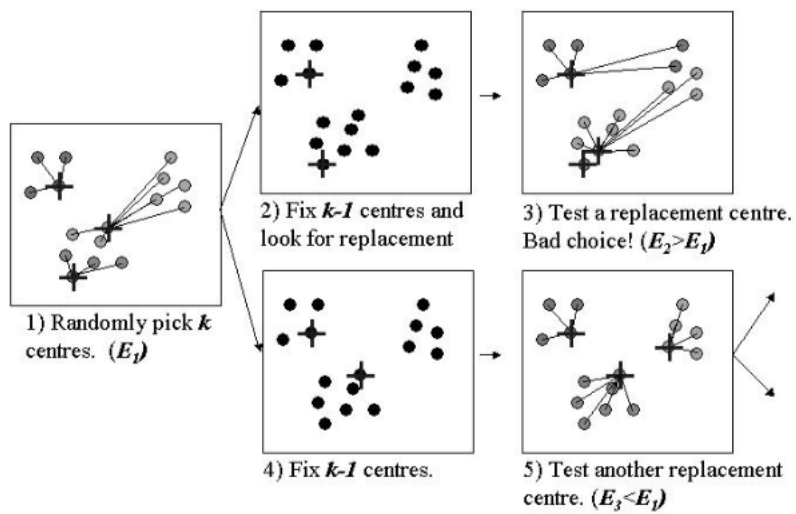 1) Randomly pick k
centres. (E1)
2) Fix k-1 centres and
look for replacement
3) Test a replacement centre.
Bad choice! (E2>E1)
4) Fix k-1 centres.
5) Test another replacement
centre. (E3<E1)